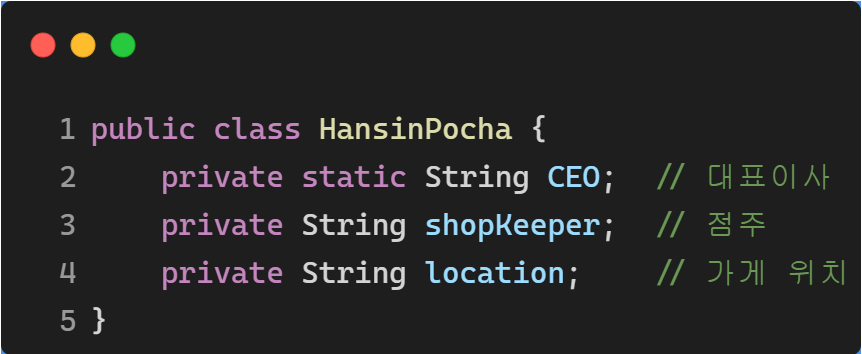 1 public class HansinPocha {
2     private static String CEO;  // 대표이사
3     private String shopKeeper;  // 점주
4     private String location;    // 가게 위치
5 }